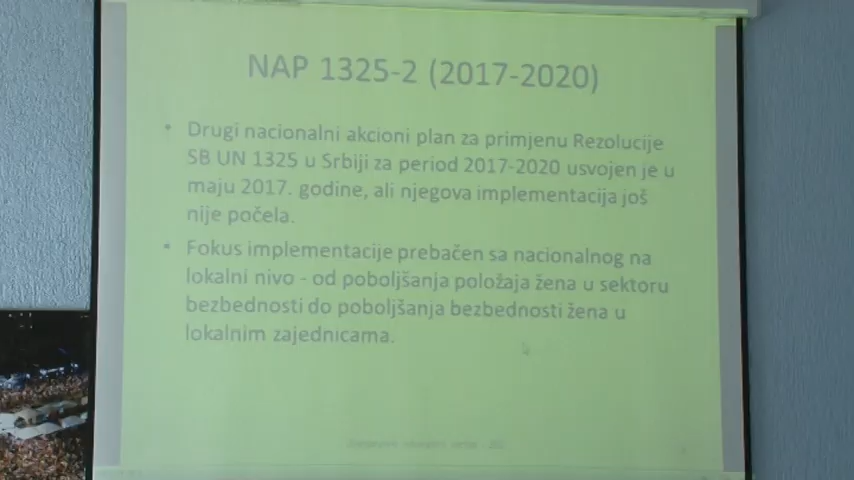 NAP 1325-2 (2017-2020)
• Drugi nacionalni akcioni plan za primjenu Rezolucije
SB UN 1325 u Srbiji za period 2017-2020 usvojen je u
maju 2017. godine, ali njegova implementacija još
nije počela.
• Fokus implementacije prebačen sa nacionalnog na
lokalni nivo - od poboljšanja položaja žena u sektoru
bezbednosti do poboljšanja bezbednosti žena u
lokalnim zajednicama.